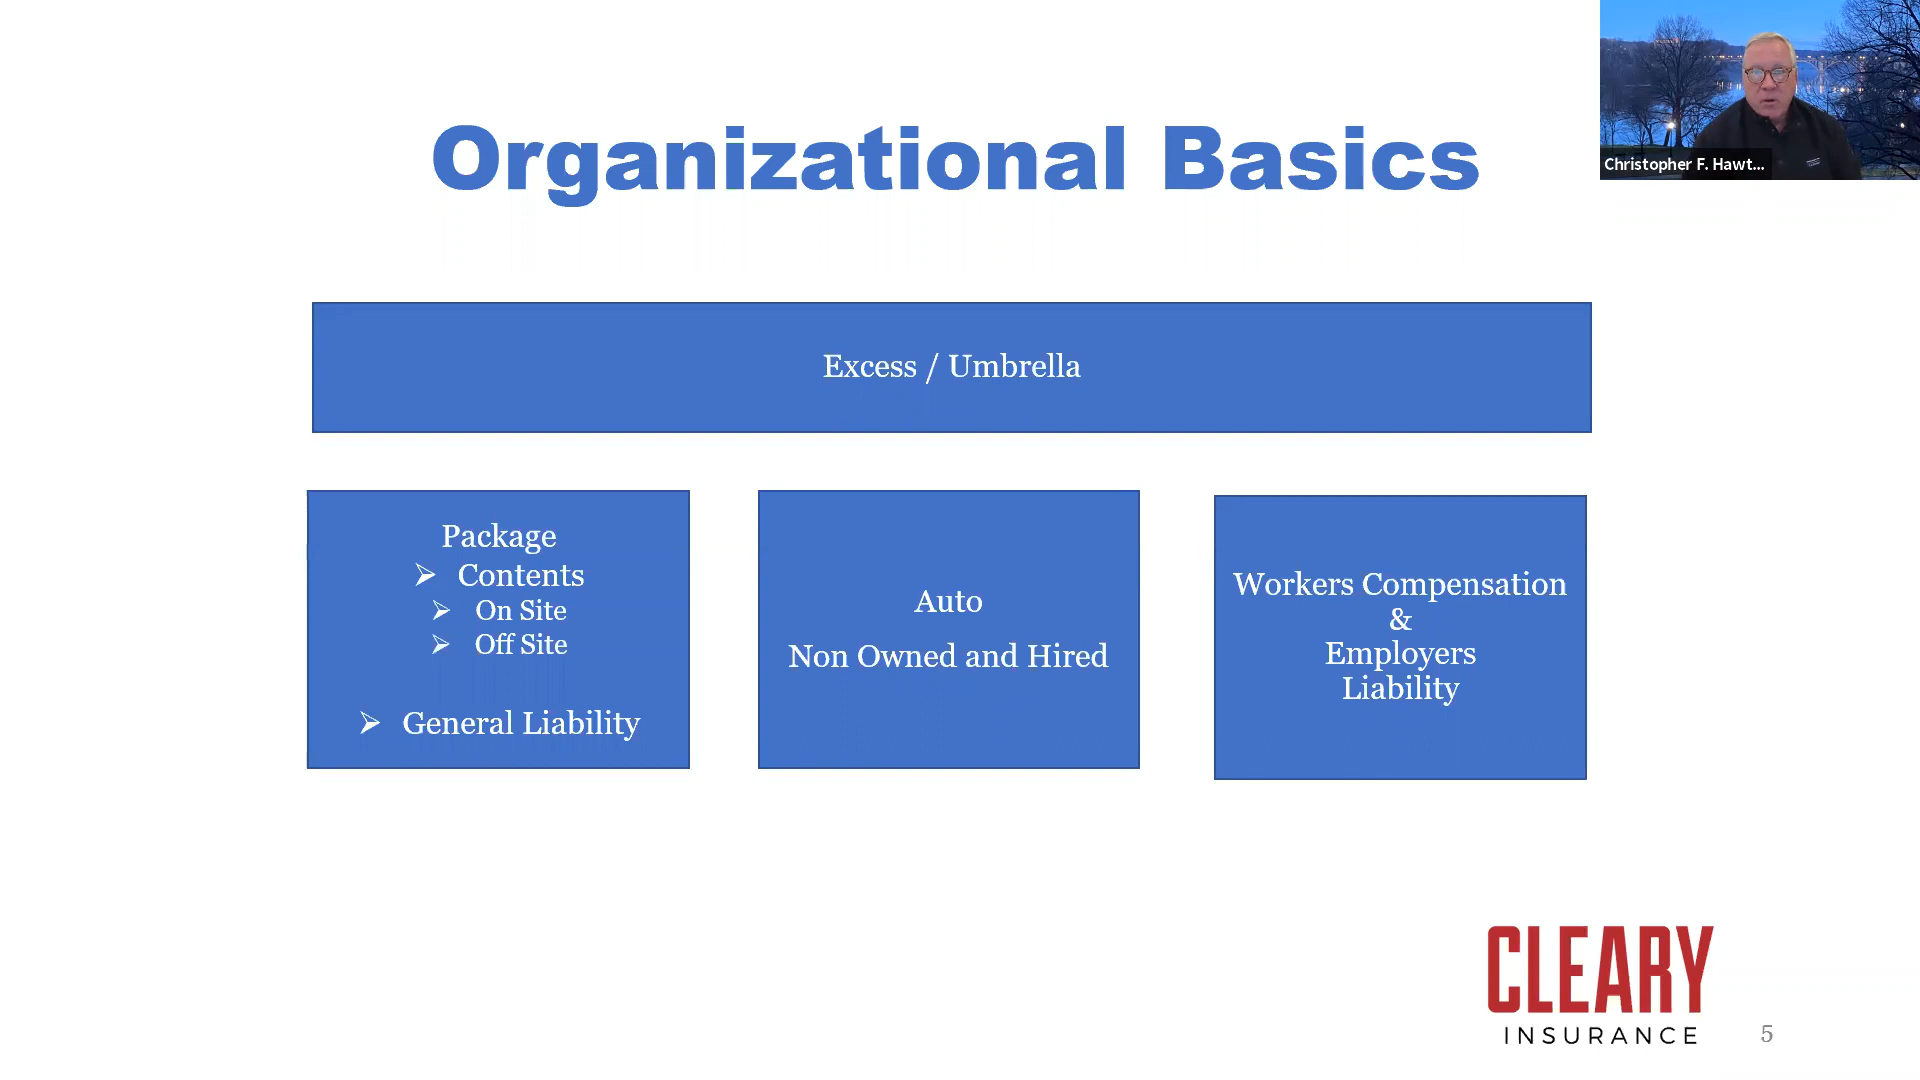 Organizational Basics
Christopher F. Hawt...
Excess / Umbrella
Package
➢ Contents
➢ On Site
➢ Off Site
➢ General Liability
Auto
Non Owned and Hired
Workers Compensation
&
Employers
Liability
CLEARY
INSURANCE
5